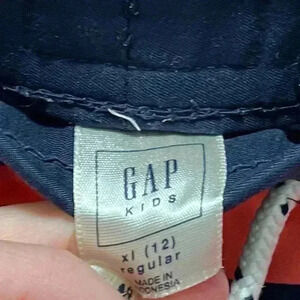 GAP
KIDS
xl (12)
regular
MADE IN
INDONESIA